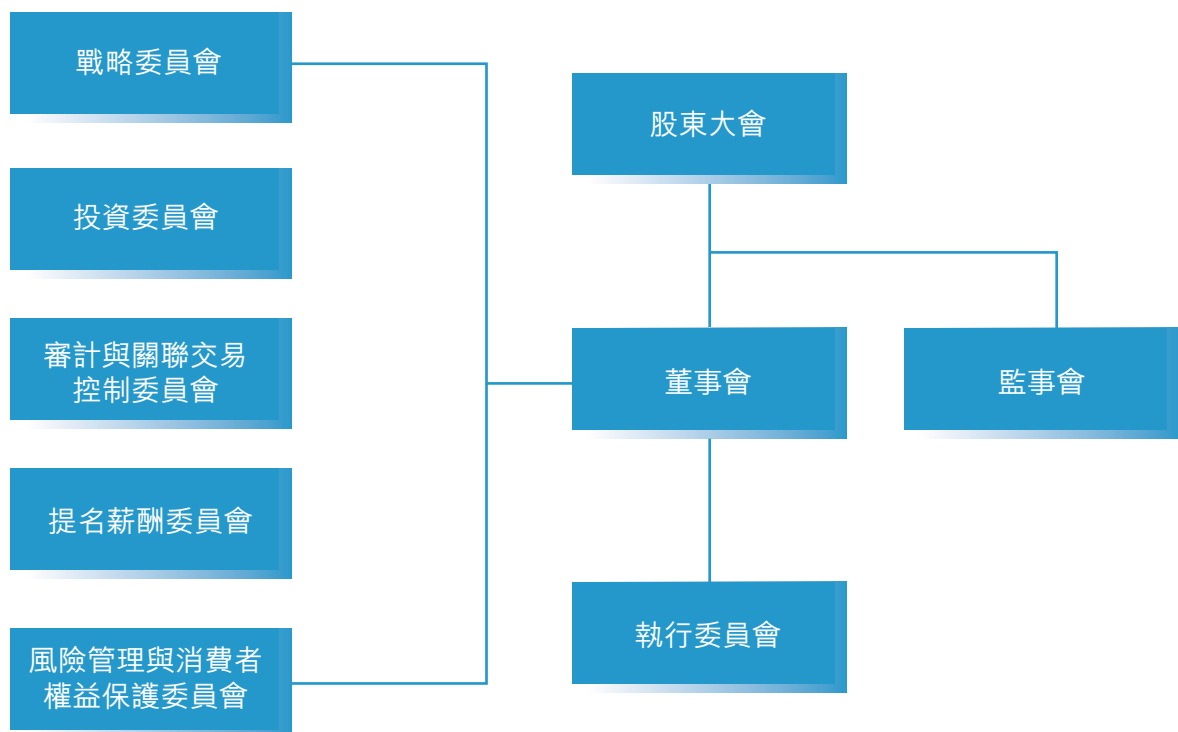 戰略委員會
投資委員會
審計與關聯交易
控制委員會
提名薪酬委員會
風險管理與消費者
權益保護委員會
股東大會
董事會
監事會
執行委員會